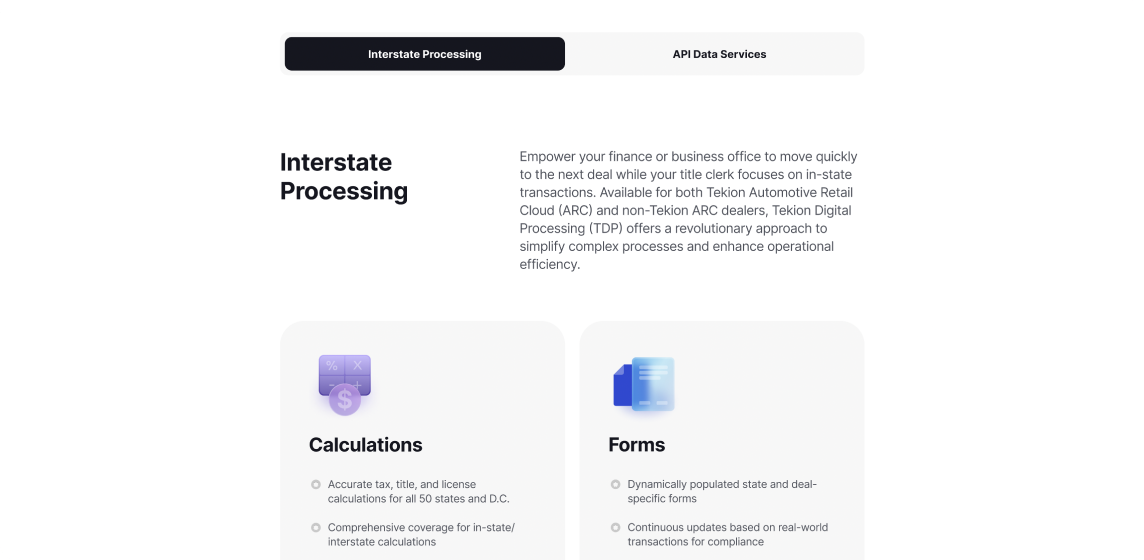 Interstate Processing
API Data Services
Interstate
Processing
Empower your finance or business office to move quickly
to the next deal while your title clerk focuses on in-state
transactions. Available for both Tekion Automotive Retail
Cloud (ARC) and non-Tekion ARC dealers, Tekion Digital
Processing (TDP) offers a revolutionary approach to
simplify complex processes and enhance operational
efficiency.
% X
- +
$
Calculations
Accurate tax, title, and license
calculations for all 50 states and D.C.
Comprehensive coverage for in-state/
interstate calculations
Forms
Dynamically populated state and deal-
specific forms
Continuous updates based on real-world
transactions for compliance